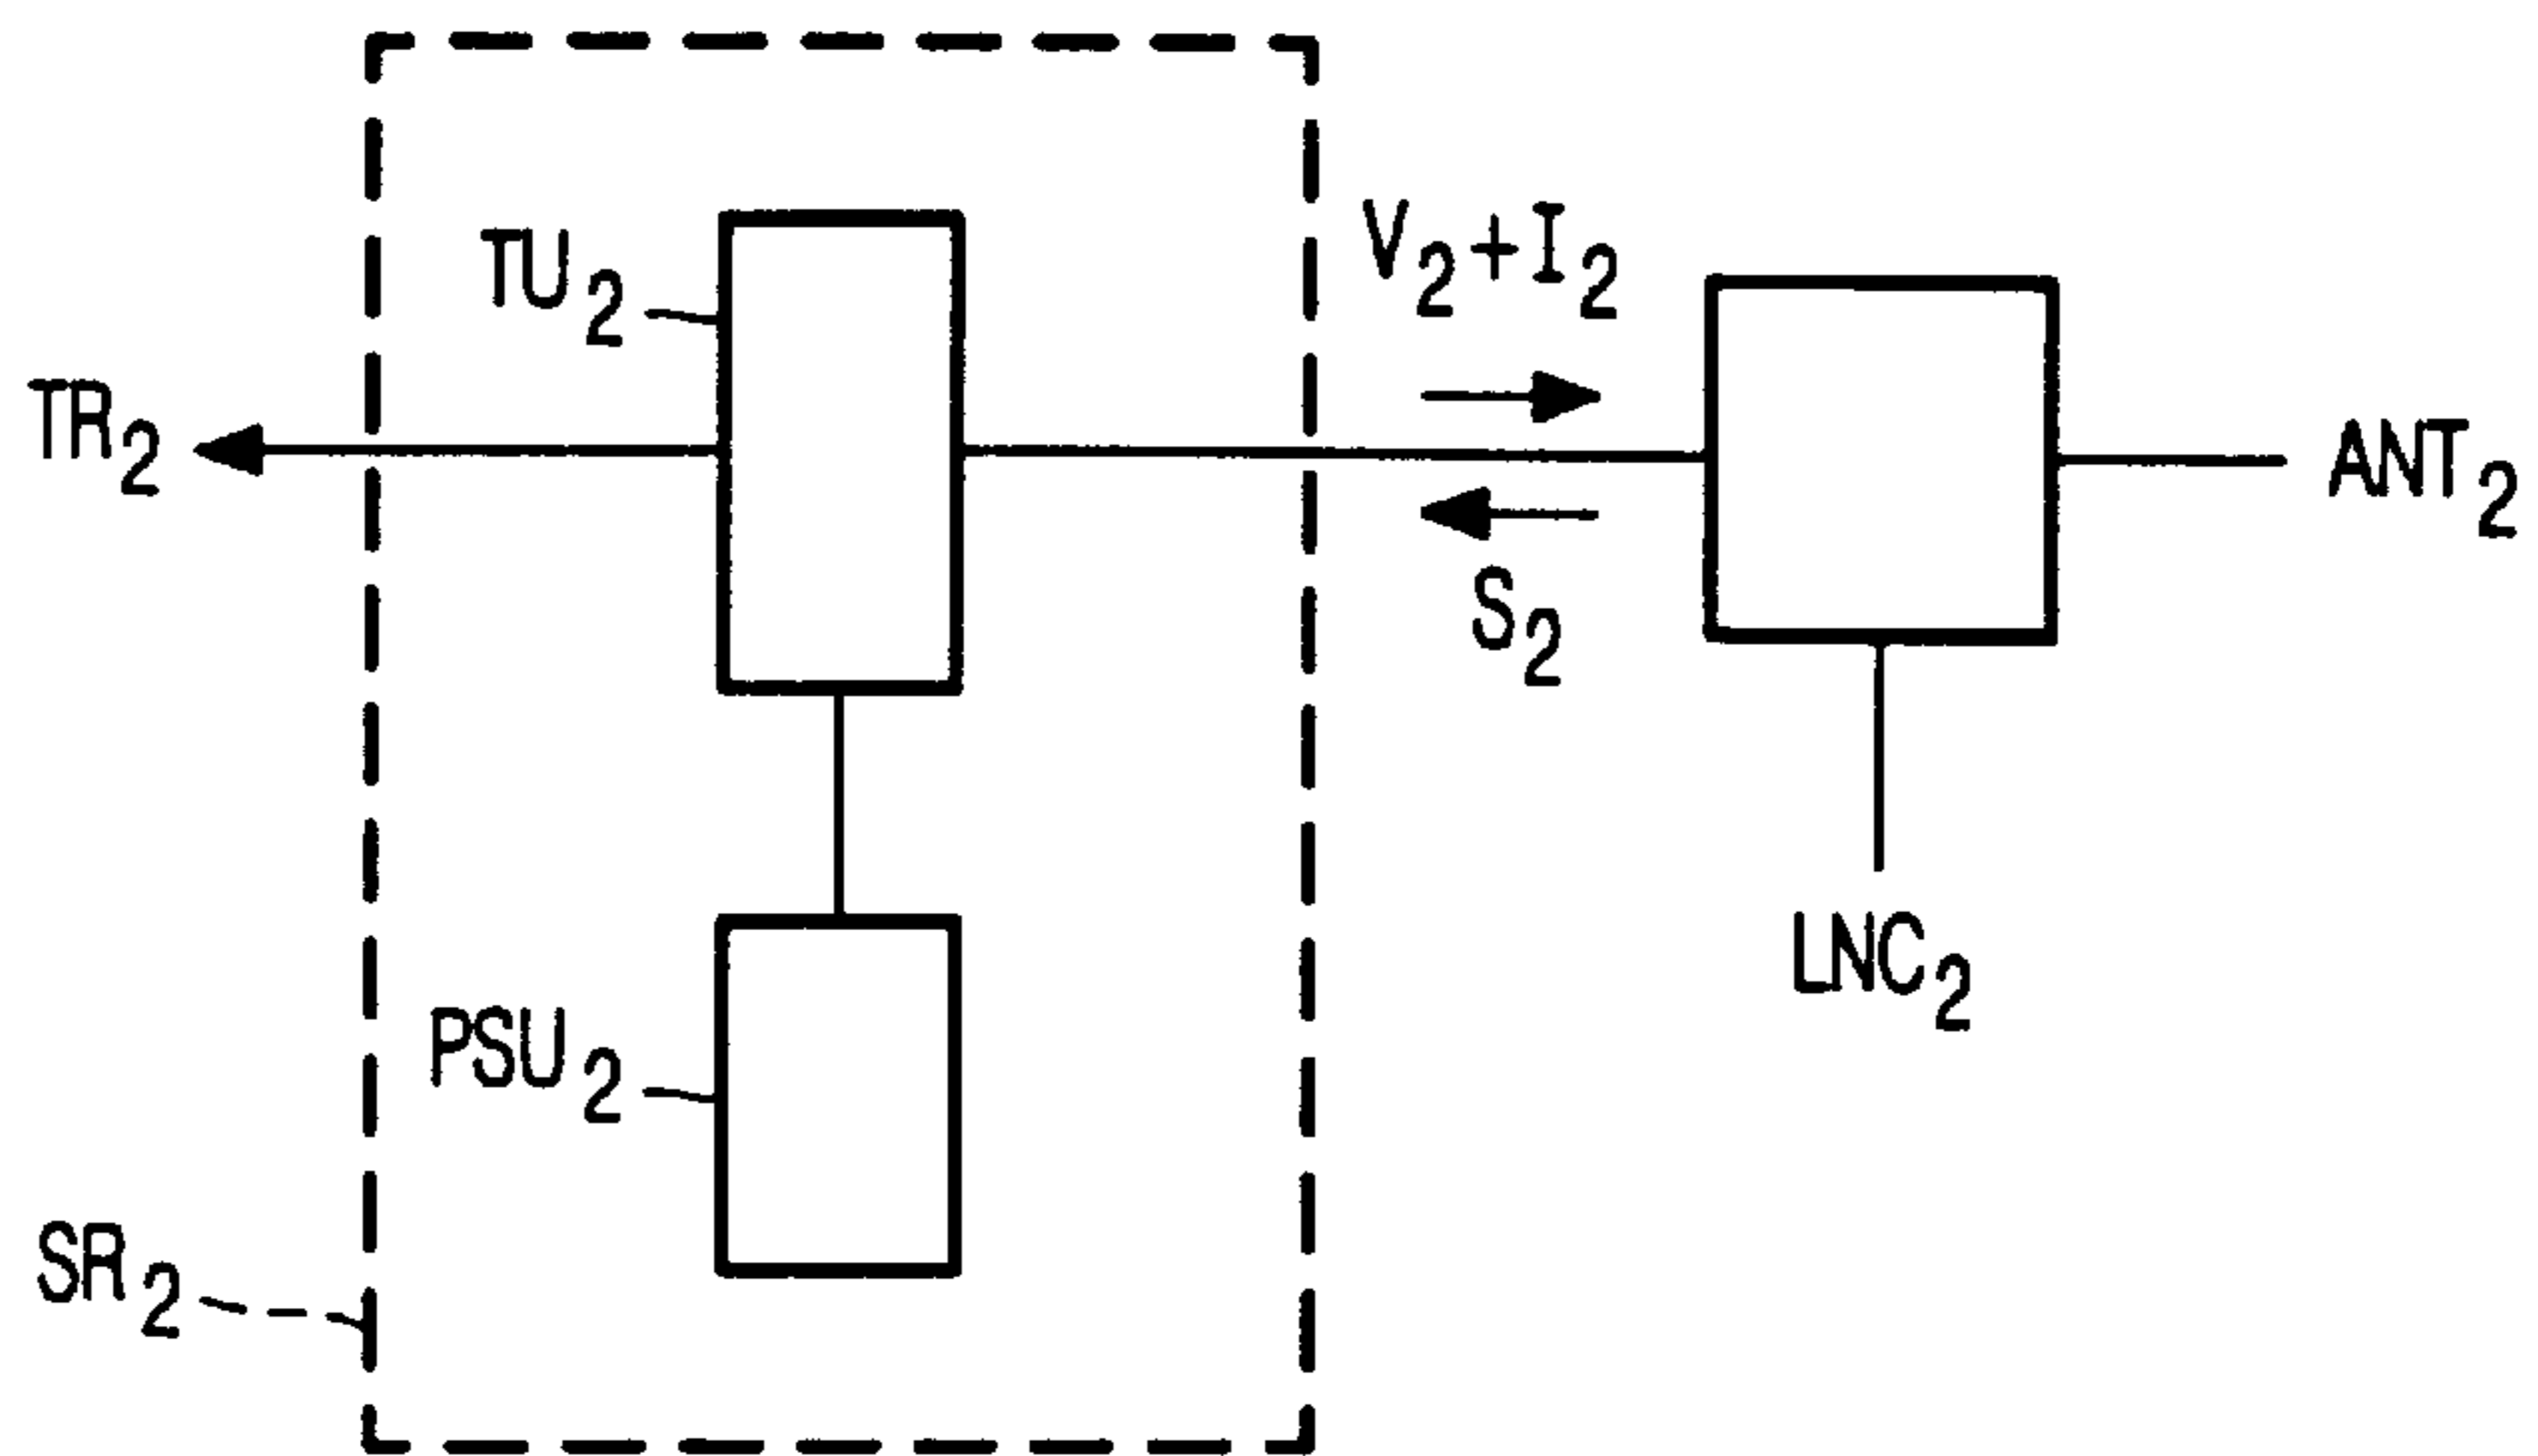 TU₂
V₂+I₂
TR₂
ANT₂
S₂
LNC₂
PSU₂
SR₂